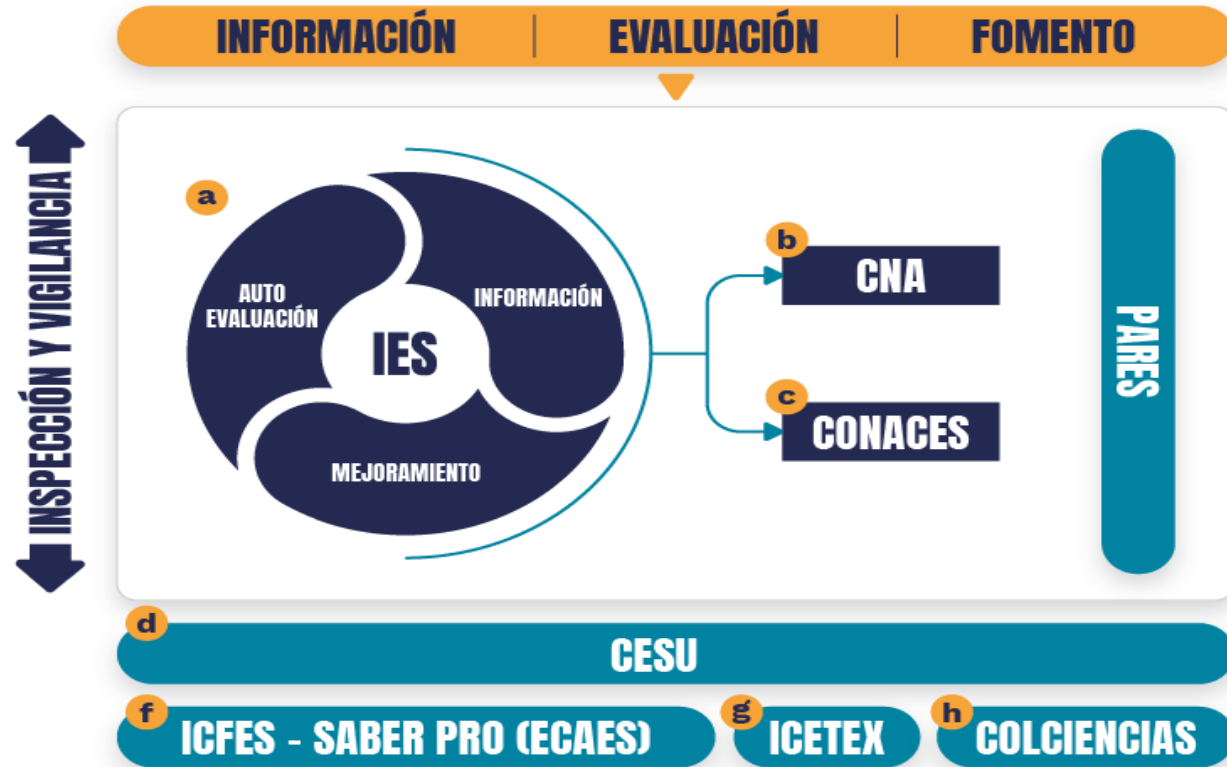 INFORMACIÓN | EVALUACIÓN | FOMENTO
INSPECCIÓN Y VIGILANCIA
a
AUTO
EVALUACIÓN
INFORMACIÓN
IES
MEJORAMIENTO
b
CNA
c
CONACES
PARES
d
CESU
f
ICFES - SABER PRO (ECAES)
g
ICETEX
h
COLCIENCIAS